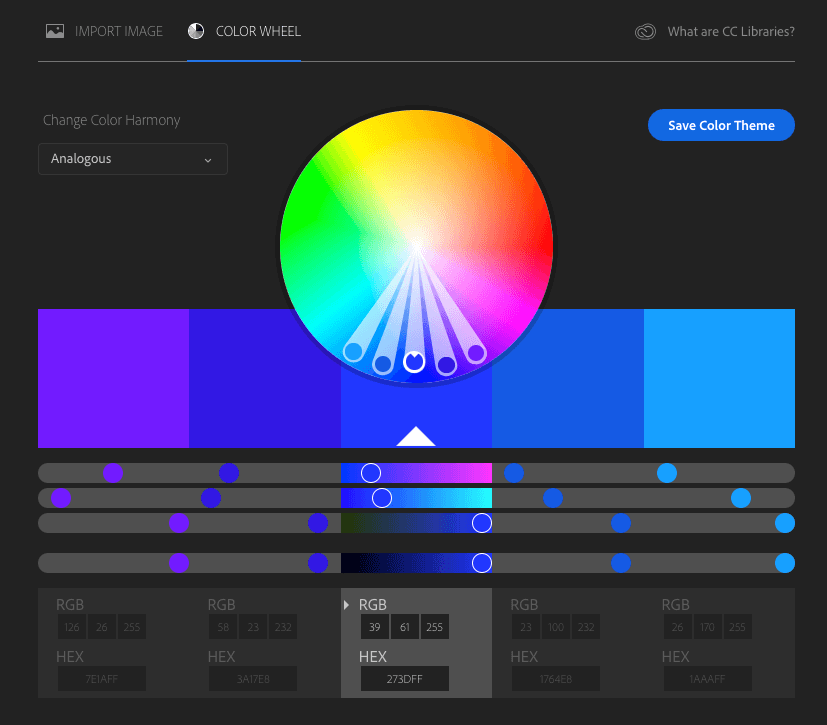 IMPORT IMAGE
COLOR WHEEL
What are CC Libraries?
Change Color Harmony
Analogous
Save Color Theme
RGB RGB RGB RGB RGB
126 26 255 58 23 232 39 61 255 23 100 232 26 170 255
HEX HEX HEX HEX HEX
7E1AFF 3A17E8 273DFF 1764E8 1AAAFF